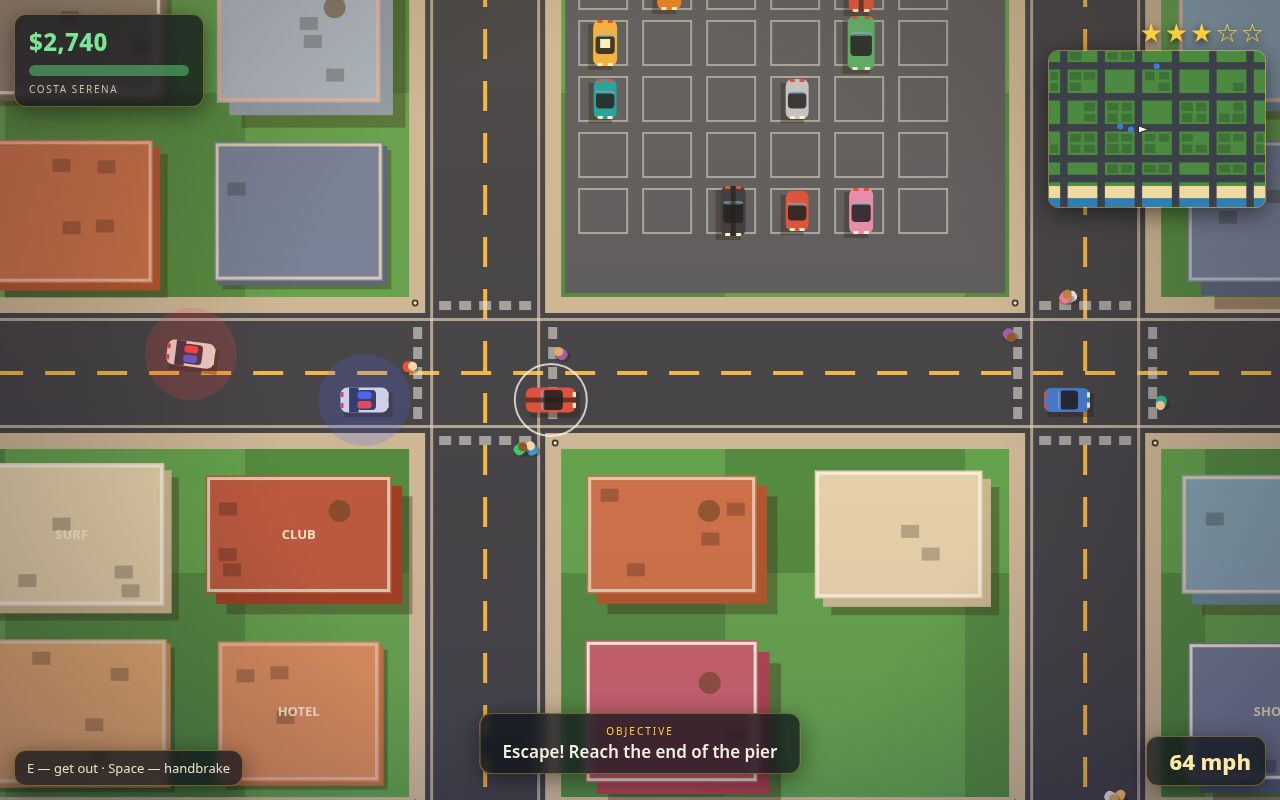 $2,740
COSTA SERENA
★★★☆☆
SURF
CLUB
HOTEL
SHO
OBJECTIVE
Escape! Reach the end of the pier
E — get out · Space — handbrake
64 mph